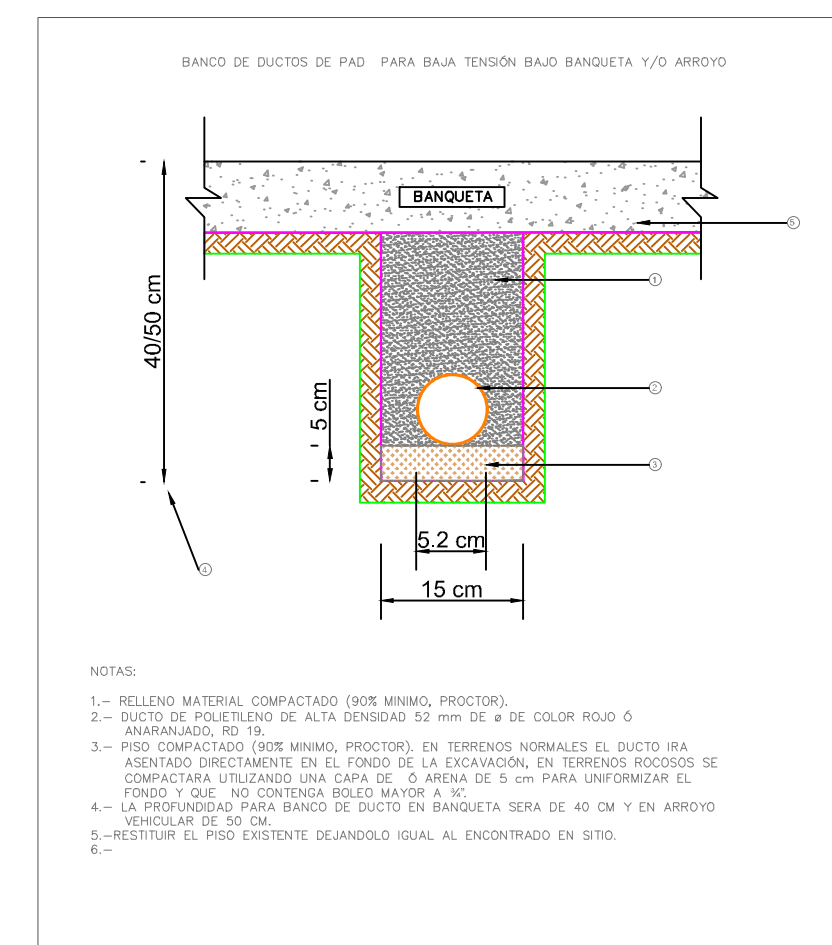 BANCO DE DUCTOS DE PAD PARA BAJA TENSIÓN BAJO BANQUETA Y/O ARROYO
BANQUETA
5
40/50 cm
1
2
5 cm
3
5.2 cm
4
15 cm
NOTAS:
1.- RELLENO MATERIAL COMPACTADO (90% MINIMO, PROCTOR).
2.- DUCTO DE POLIETILENO DE ALTA DENSIDAD 52 mm DE ø DE COLOR ROJO Ó
ANARANJADO, RD 19.
3.- PISO COMPACTADO (90% MINIMO, PROCTOR). EN TERRENOS NORMALES EL DUCTO IRA
ASENTADO DIRECTAMENTE EN EL FONDO DE LA EXCAVACIÓN, EN TERRENOS ROCOSOS SE
COMPACTARA UTILIZANDO UNA CAPA DE Ó ARENA DE 5 cm PARA UNIFORMIZAR EL
FONDO Y QUE NO CONTENGA BOLEO MAYOR A ¾".
4.- LA PROFUNDIDAD PARA BANCO DE DUCTO EN BANQUETA SERA DE 40 CM Y EN ARROYO
VEHICULAR DE 50 CM.
5.-RESTITUIR EL PISO EXISTENTE DEJANDOLO IGUAL AL ENCONTRADO EN SITIO.
6.-